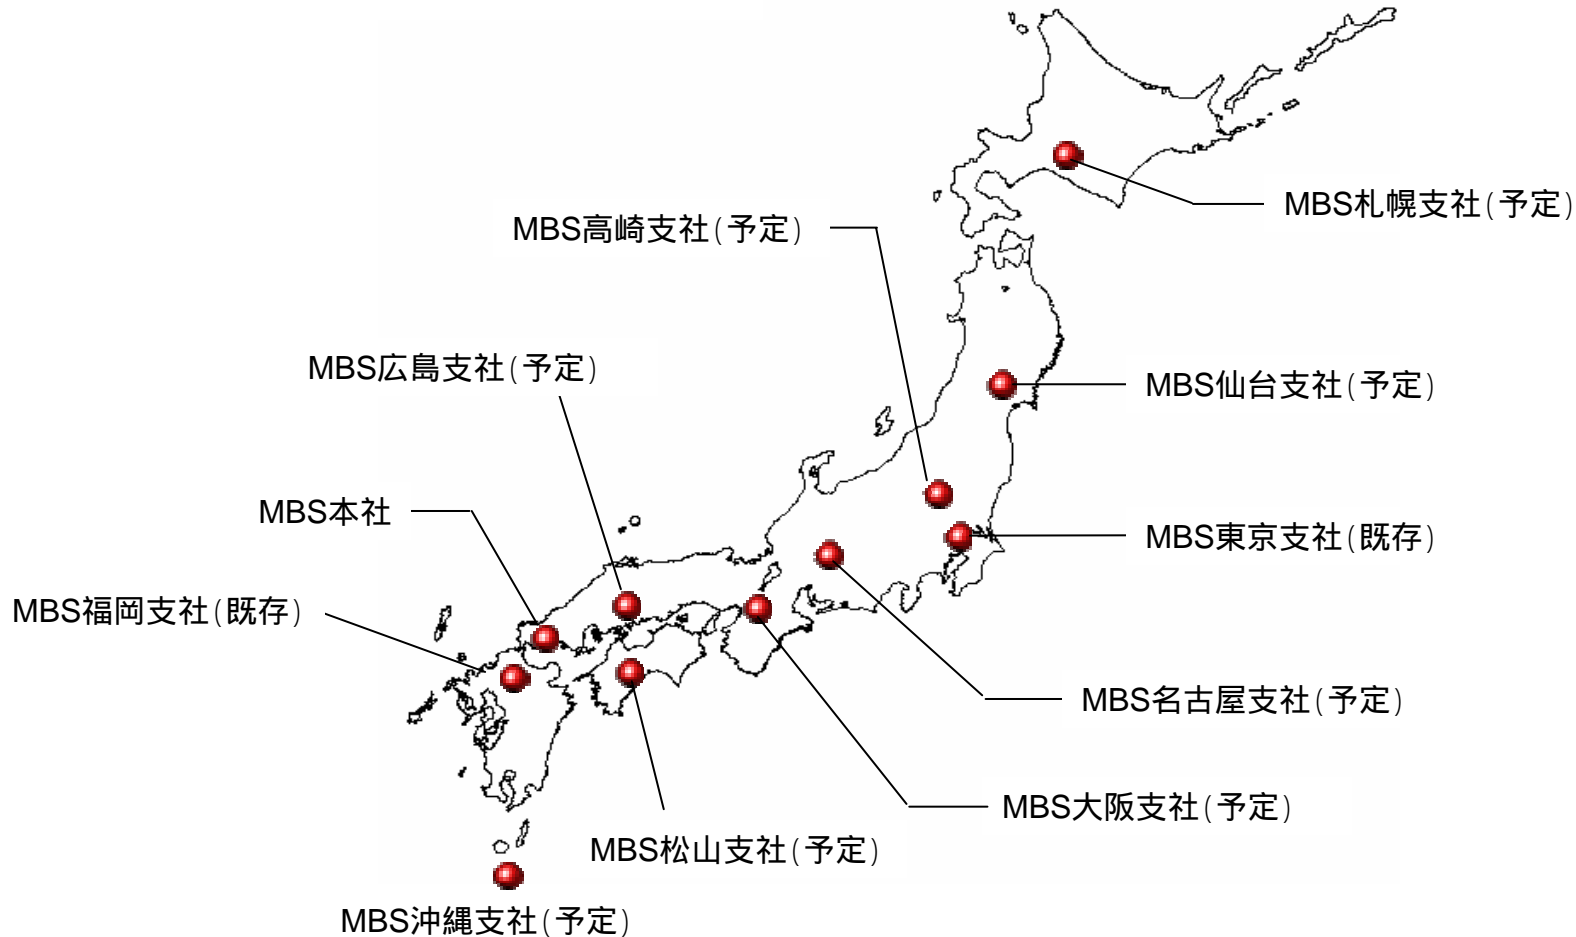 MBS札幌支社(予定)
MBS高崎支社(予定)
MBS広島支社(予定)
MBS仙台支社(予定)
MBS本社
MBS東京支社(既存)
MBS福岡支社(既存)
MBS名古屋支社(予定)
MBS大阪支社(予定)
MBS松山支社(予定)
MBS沖縄支社(予定)